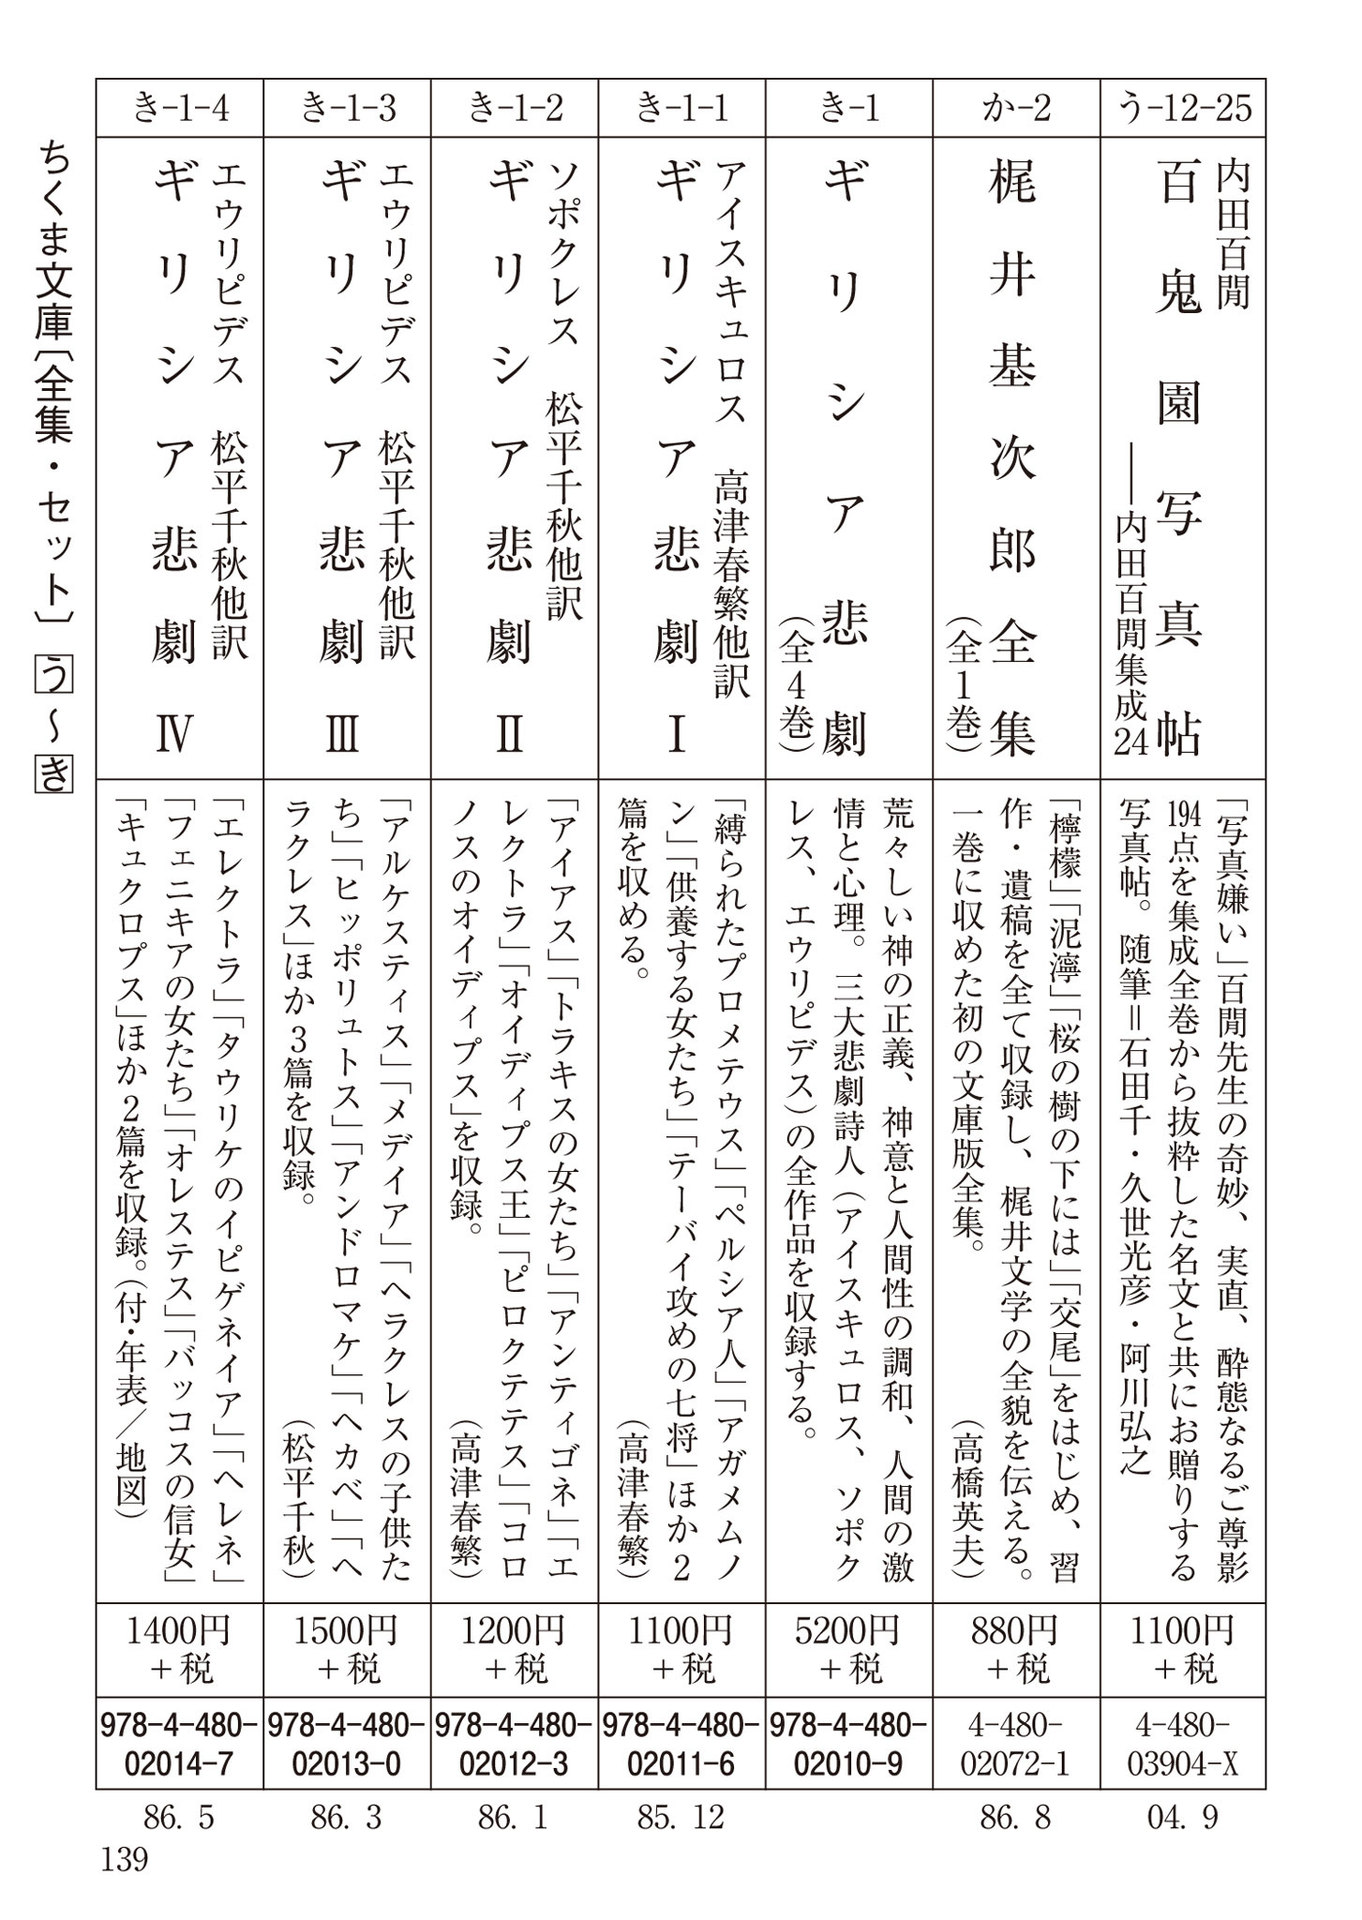 う-12-25
内田百閒
百鬼園写真帖
――内田百閒集成24
「写真嫌い」百閒先生の奇妙、実直、酔態なるご尊影
194点を集成全巻から抜粋した名文と共にお贈りする
写真帖。随筆＝石田千・久世光彦・阿川弘之
1100円
＋税
4-480-
03904-X
04. 9
か-2
梶井基次郎全集
（全1巻）
「檸檬」「泥濘」「桜の樹の下には」「交尾」をはじめ、習
作・遺稿を全て収録し、梶井文学の全貌を伝える。
一巻に収めた初の文庫版全集。
（高橋英夫）
880円
＋税
4-480-
02072-1
86. 8
き-1
ギリシア悲劇
（全4巻）
荒々しい神の正義、神意と人間性の調和、人間の激
情と心理。三大悲劇詩人（アイスキュロス、ソポク
レス、エウリピデス）の全作品を収録する。
5200円
＋税
978-4-480-
02010-9
き-1-1
アイスキュロス 高津春繁他訳
ギリシア悲劇 Ⅰ
「縛られたプロメテウス」「ペルシア人」「アガメムノ
ン」「供養する女たち」「テーバイ攻めの七将」ほか2
篇を収める。
（高津春繁）
1100円
＋税
978-4-480-
02011-6
85. 12
き-1-2
ソポクレス 松平千秋他訳
ギリシア悲劇 Ⅱ
「アイアス」「トラキスの女たち」「アンティゴネ」「エ
レクトラ」「オイディプス王」「ピロクテテス」「コロ
ノスのオイディプス」を収録。
（高津春繁）
1200円
＋税
978-4-480-
02012-3
86. 1
き-1-3
エウリピデス 松平千秋他訳
ギリシア悲劇 Ⅲ
「アルケスティス」「メデイア」「ヘラクレスの子供た
ち」「ヒッポリュトス」「アンドロマケ」「ヘカベ」「ヘ
ラクレス」ほか3篇を収録。
（松平千秋）
1500円
＋税
978-4-480-
02013-0
86. 3
き-1-4
エウリピデス 松平千秋他訳
ギリシア悲劇 Ⅳ
「エレクトラ」「タウリケのイピゲネイア」「ヘレネ」
「フェニキアの女たち」「オレステス」「バッコスの信女」
「キュクロプス」ほか2篇を収録。（付・年表／地図）
1400円
＋税
978-4-480-
02014-7
86. 5
ちくま文庫〔全集・セット〕 う～き
139